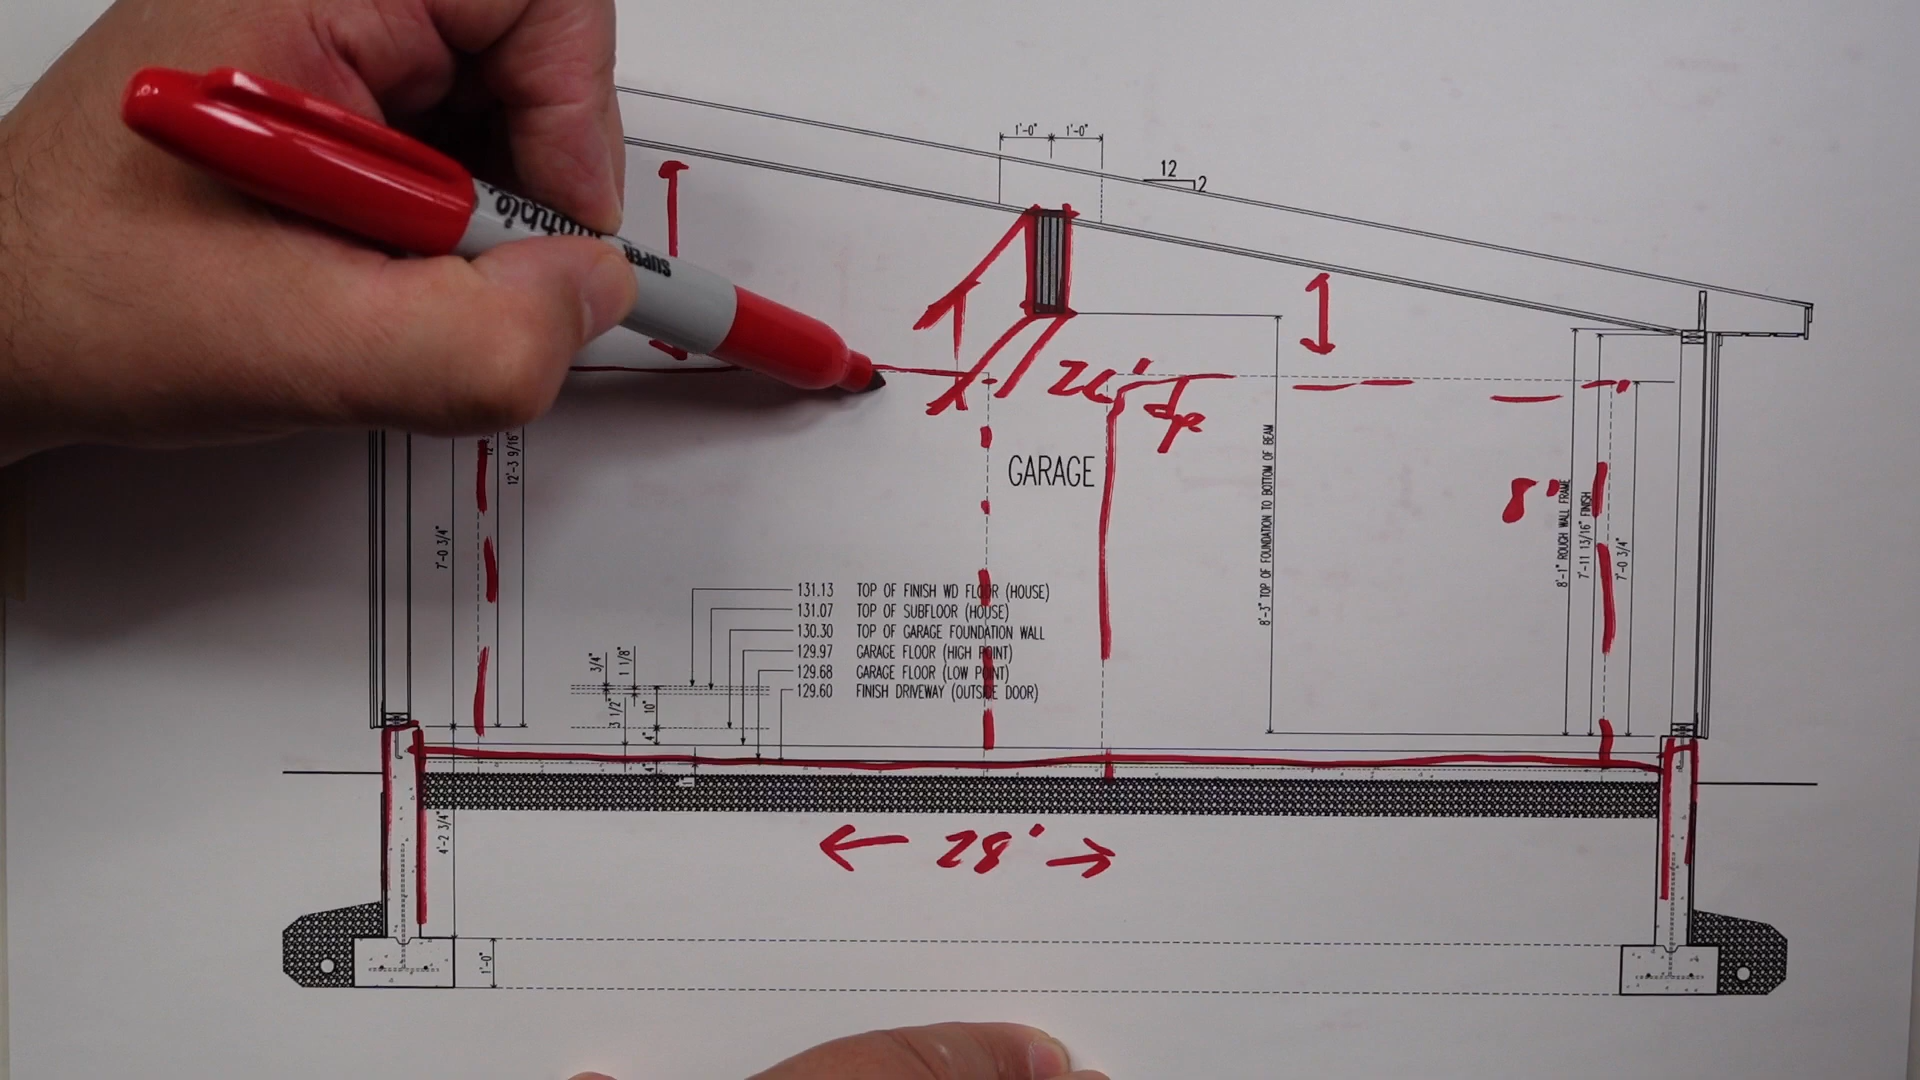 1'-0" 1'-0"
12
2
SUPER
26'
GARAGE
8'
12'-3 9/16"
7'-0 3/4"
8'-3" TOP OF FOUNDATION TO BOTTOM OF BEAM
8'-1" ROUGH WALL FRAME
7'-11 13/16" FINISH
7'-0 3/4"
131.13 TOP OF FINISH WD FLOOR (HOUSE)
131.07 TOP OF SUBFLOOR (HOUSE)
130.30 TOP OF GARAGE FOUNDATION WALL
129.97 GARAGE FLOOR (HIGH POINT)
129.68 GARAGE FLOOR (LOW POINT)
129.60 FINISH DRIVEWAY (OUTSIDE DOOR)
3/4"
1 1/8"
3 1/2"
10"
4"
4"
4'-2 3/4"
28'
1'-0"